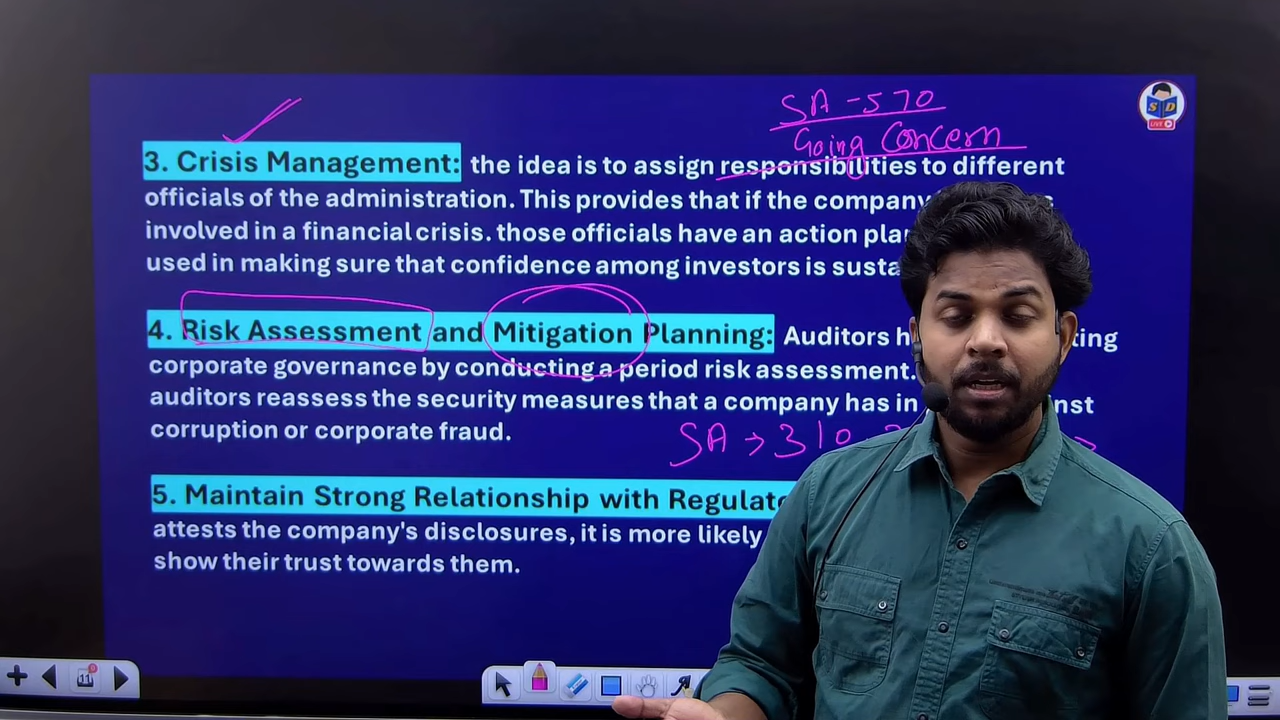 SA - 570
Going Concern
3. Crisis Management: the idea is to assign responsibilities to different
officials of the administration. This provides that if the company
involved in a financial crisis. those officials have an action
used in making sure that confidence among investors is
4. Risk Assessment and Mitigation Planning: Auditors
corporate governance by conducting a period risk assessment.
auditors reassess the security measures that a company has in
corruption or corporate fraud.
SA → 310
5. Maintain Strong Relationship with
attests the company's disclosures, it is more likely
show their trust towards them.
S D
LIVE
11